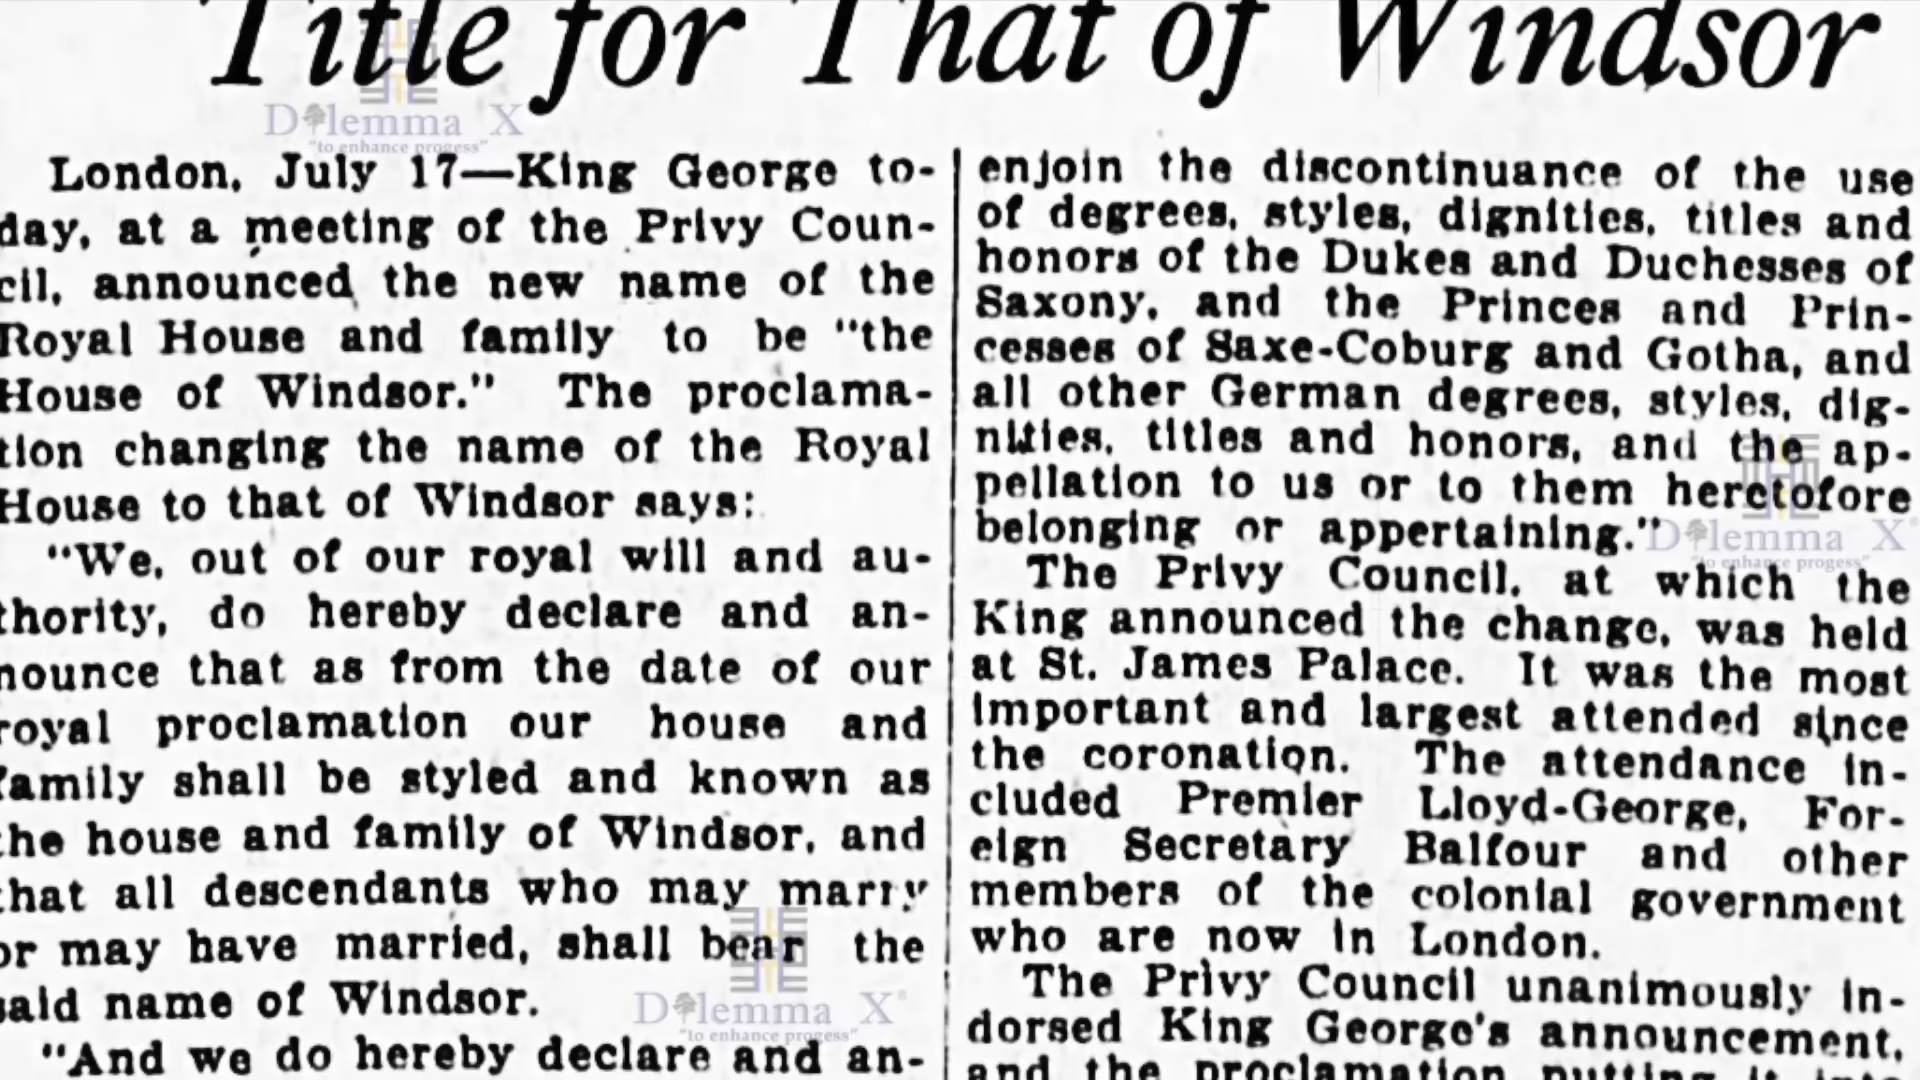 Title for That of Windsor
London, July 17—King George to-
day, at a meeting of the Privy Coun-
cil, announced the new name of the
Royal House and family to be "the
House of Windsor." The proclama-
tion changing the name of the Royal
House to that of Windsor says:
"We, out of our royal will and au-
thority, do hereby declare and an-
nounce that as from the date of our
royal proclamation our house and
family shall be styled and known as
the house and family of Windsor, and
that all descendants who may marry
or may have married, shall bear the
said name of Windsor.
"And we do hereby declare and an-
enjoin the discontinuance of the use
of degrees, styles, dignities, titles and
honors of the Dukes and Duchesses of
Saxony, and the Princes and Prin-
cesses of Saxe-Coburg and Gotha, and
all other German degrees, styles, dig-
nities, titles and honors, and the ap-
pellation to us or to them heretofore
belonging or appertaining."
The Privy Council, at which the
King announced the change, was held
at St. James Palace. It was the most
important and largest attended since
the coronation. The attendance in-
cluded Premier Lloyd-George, For-
eign Secretary Balfour and other
members of the colonial government
who are now in London.
The Privy Council unanimously in-
dorsed King George's announcement,
and the proclamation putting it into
Dilemma X
"to enhance progess"
Dilemma X
"to enhance progess"
Dilemma X
"to enhance progess"